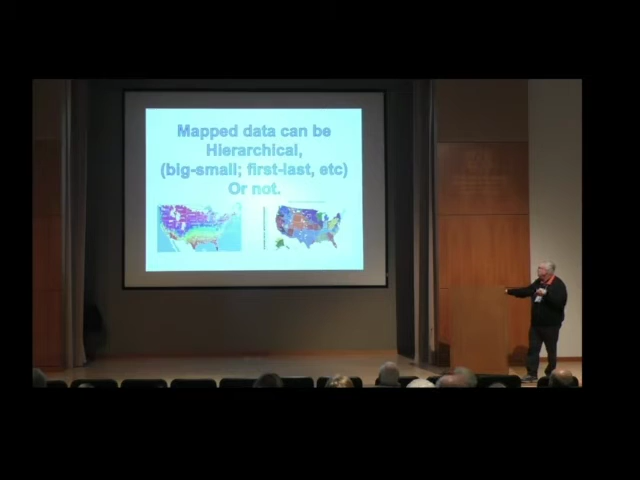 Mapped data can be
Hierarchical,
(big-small; first-last, etc)
Or not.